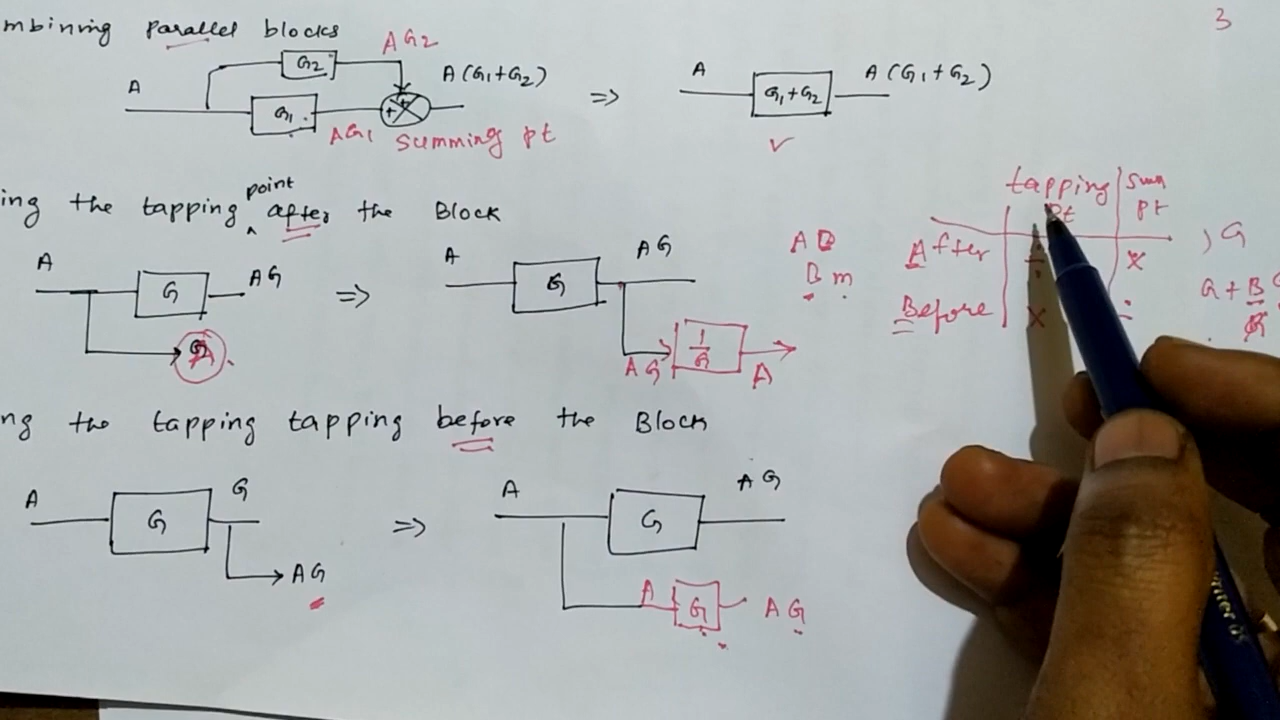 mbining parallel blocks
3
A G2 AG2 A(G1+G2)
G1 AG1 summing pt
⇒ A G1+G2 A(G1+G2)
ing the tapping point after the Block
A G AG A
⇒ A G AG
AG 1/G A
A
B m
tapping pt sum pt
After ÷ ×
Before × ÷
, G
G + B
ng the tapping tapping before the Block
A G G
AG
⇒ A G AG
A G AG